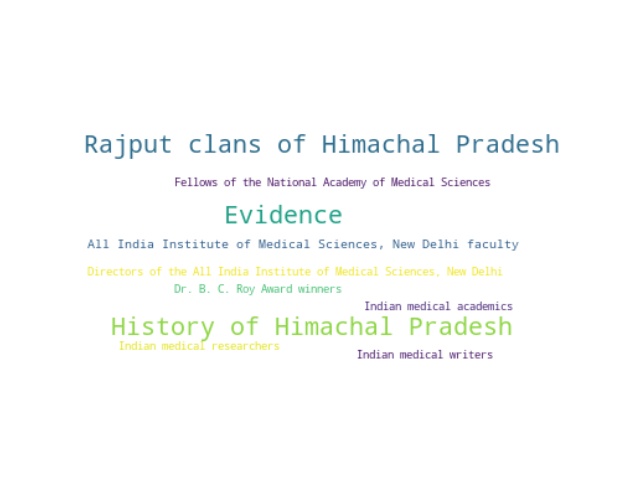 Rajput clans of Himachal Pradesh
Fellows of the National Academy of Medical Sciences
Evidence
All India Institute of Medical Sciences, New Delhi faculty
Directors of the All India Institute of Medical Sciences, New Delhi
Dr. B. C. Roy Award winners
Indian medical academics
History of Himachal Pradesh
Indian medical researchers
Indian medical writers